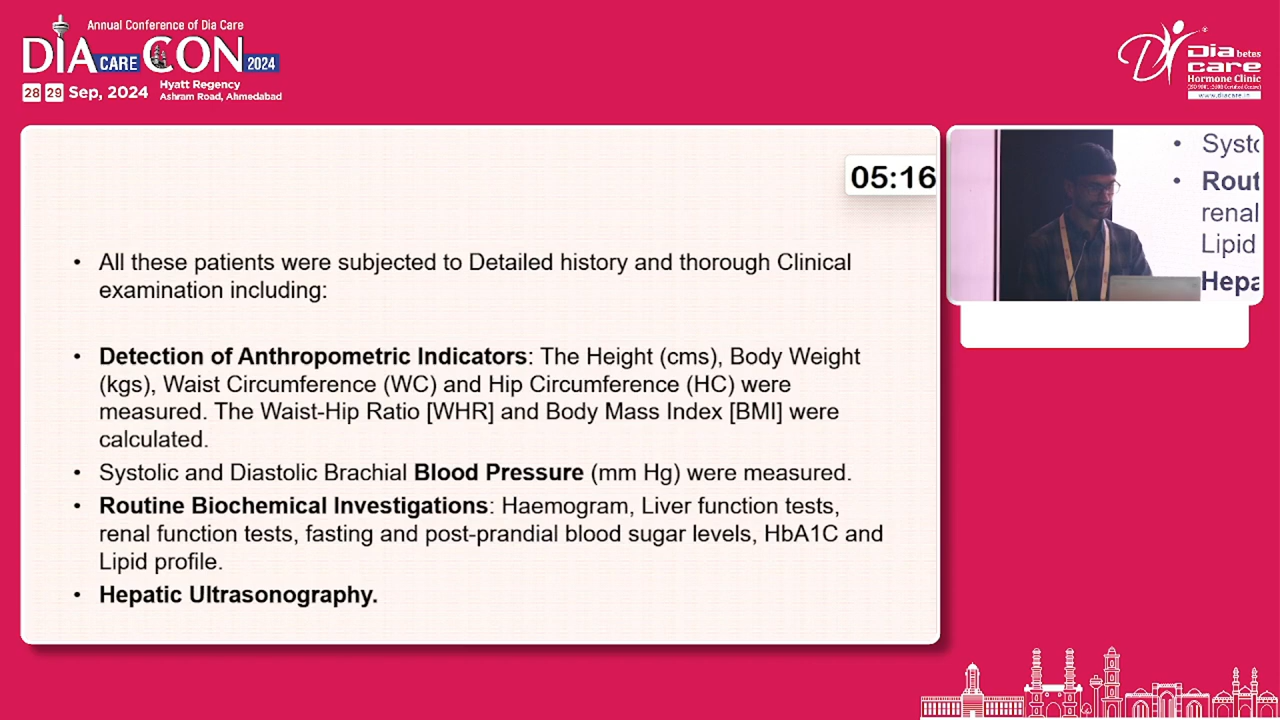 Annual Conference of Dia Care
DIA CARE CON 2024
28 29 Sep, 2024
Hyatt Regency
Ashram Road, Ahmedabad
Diabetes
care
Hormone Clinic
www.diacare.in
05:16
• All these patients were subjected to Detailed history and thorough Clinical
examination including:
• Detection of Anthropometric Indicators: The Height (cms), Body Weight
(kgs), Waist Circumference (WC) and Hip Circumference (HC) were
measured. The Waist-Hip Ratio [WHR] and Body Mass Index [BMI] were
calculated.
• Systolic and Diastolic Brachial Blood Pressure (mm Hg) were measured.
• Routine Biochemical Investigations: Haemogram, Liver function tests,
renal function tests, fasting and post-prandial blood sugar levels, HbA1C and
Lipid profile.
• Hepatic Ultrasonography.
• Systo
• Rout
renal
Lipid
Hepa